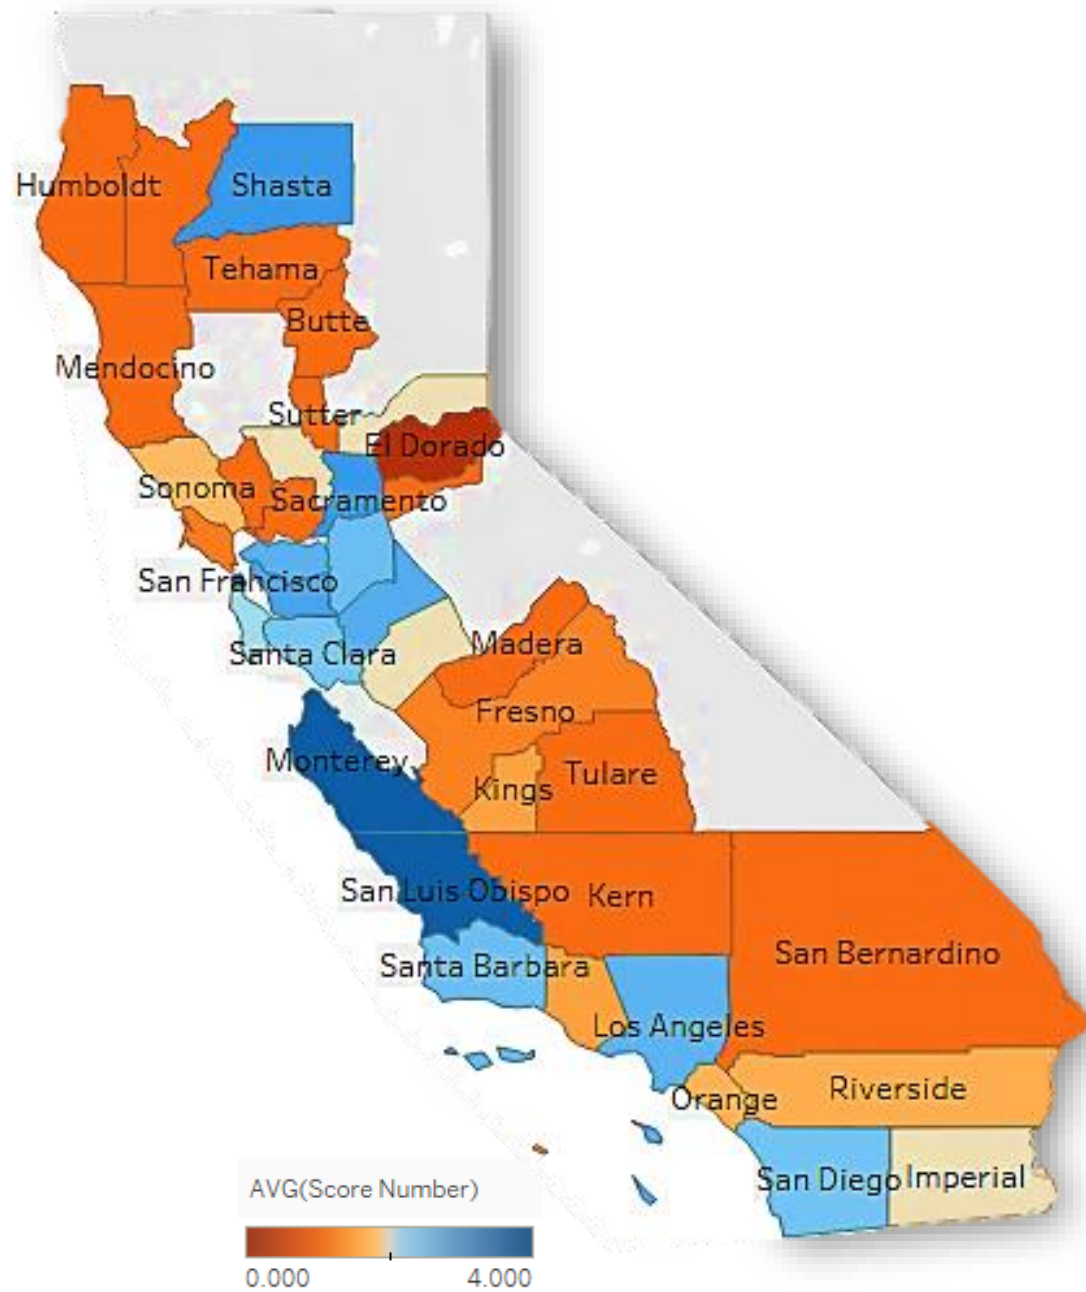 Humboldt
Shasta
Tehama
Butte
Mendocino
Sutter
El Dorado
Sonoma
Sacramento
San Francisco
Santa Clara
Madera
Fresno
Monterey
Kings
Tulare
San Luis Obispo
Kern
San Bernardino
Santa Barbara
Los Angeles
Riverside
Orange
San Diego
Imperial
AVG(Score Number)
0.000
4.000